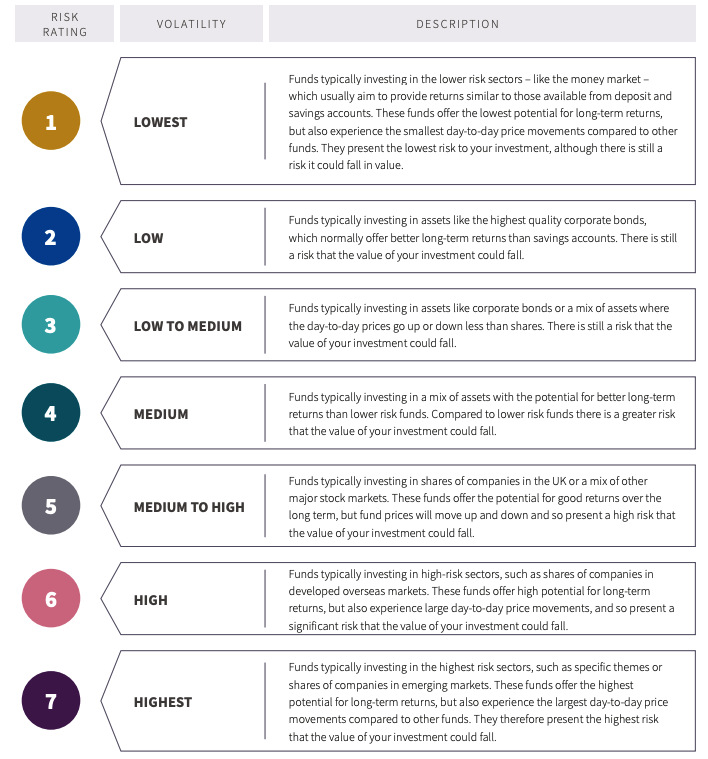 RISK
RATING
VOLATILITY
DESCRIPTION
1
LOWEST
Funds typically investing in the lower risk sectors – like the money market –
which usually aim to provide returns similar to those available from deposit and
savings accounts. These funds offer the lowest potential for long-term returns,
but also experience the smallest day-to-day price movements compared to other
funds. They present the lowest risk to your investment, although there is still a
risk it could fall in value.
2
LOW
Funds typically investing in assets like the highest quality corporate bonds,
which normally offer better long-term returns than savings accounts. There is still
a risk that the value of your investment could fall.
3
LOW TO MEDIUM
Funds typically investing in assets like corporate bonds or a mix of assets where
the day-to-day prices go up or down less than shares. There is still a risk that the
value of your investment could fall.
4
MEDIUM
Funds typically investing in a mix of assets with the potential for better long-term
returns than lower risk funds. Compared to lower risk funds there is a greater risk
that the value of your investment could fall.
5
MEDIUM TO HIGH
Funds typically investing in shares of companies in the UK or a mix of other
major stock markets. These funds offer the potential for good returns over the
long term, but fund prices will move up and down and so present a high risk that
the value of your investment could fall.
6
HIGH
Funds typically investing in high-risk sectors, such as shares of companies in
developed overseas markets. These funds offer high potential for long-term
returns, but also experience large day-to-day price movements, and so present a
significant risk that the value of your investment could fall.
7
HIGHEST
Funds typically investing in the highest risk sectors, such as specific themes or
shares of companies in emerging markets. These funds offer the highest
potential for long-term returns, but also experience the largest day-to-day price
movements compared to other funds. They therefore present the highest risk
that the value of your investment could fall.